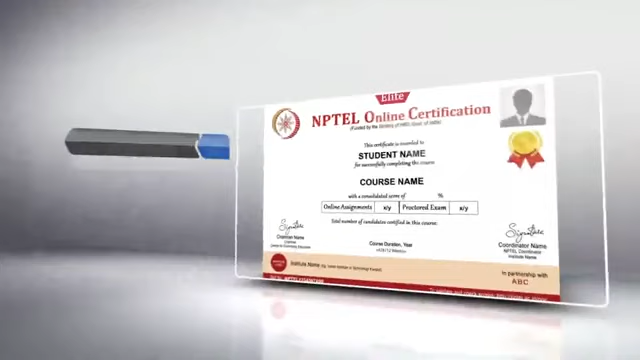 Elite
NPTEL Online Certification
(Funded by the Ministry of HRD, Govt. of India)
This certificate is awarded to
STUDENT NAME
for successfully completing the course
COURSE NAME
with a consolidated score of %
Online Assignments x/y Proctored Exam x/y
Total number of candidates certified in this course:
Signature
Chairman Name
Chairman
Course Duration, Year
Signature
Coordinator Name
NPTEL Coordinator
Institute Name
Institute Name
In partnership with
ABC